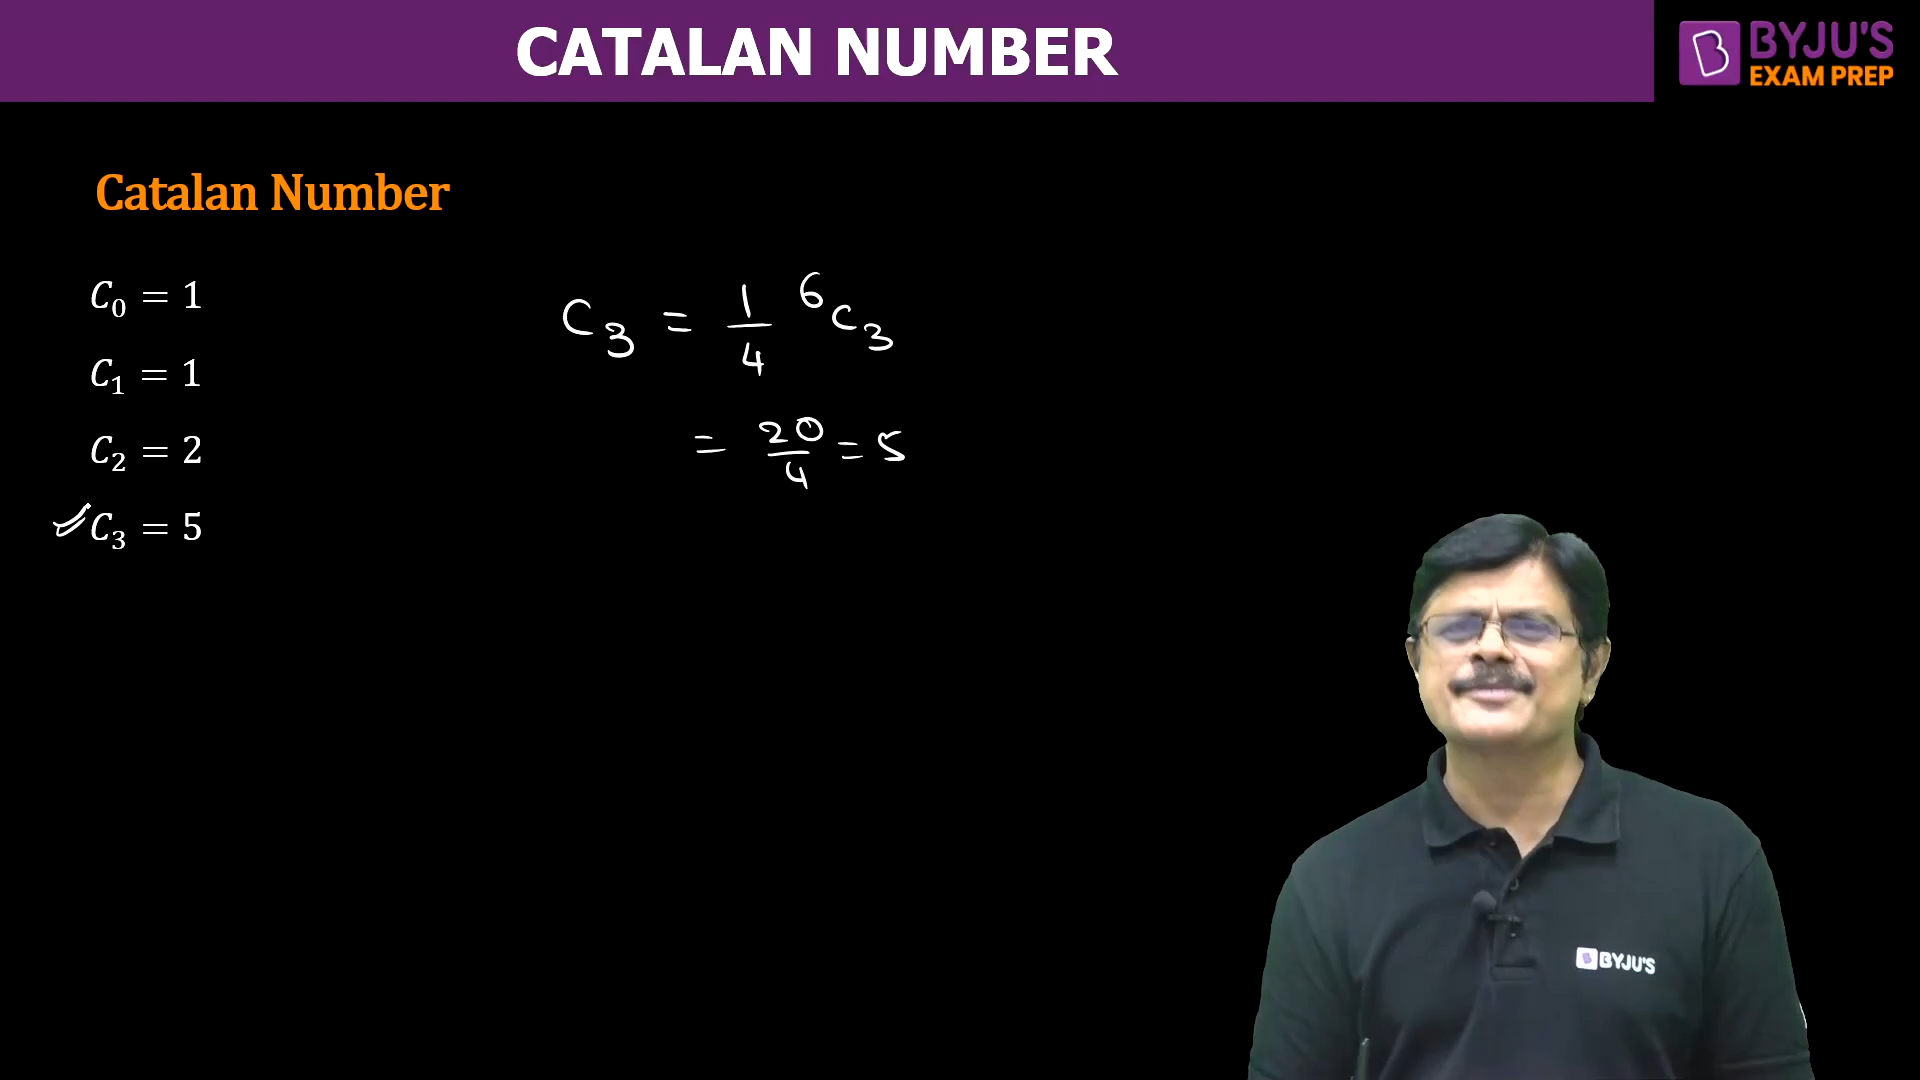 CATALAN NUMBER
BYJU'S
EXAM PREP
Catalan Number
C₀ = 1
C₁ = 1
C₂ = 2
C₃ = 5
C₃ = 1/4 ⁶C₃
= 20/4 = 5
BYJU'S